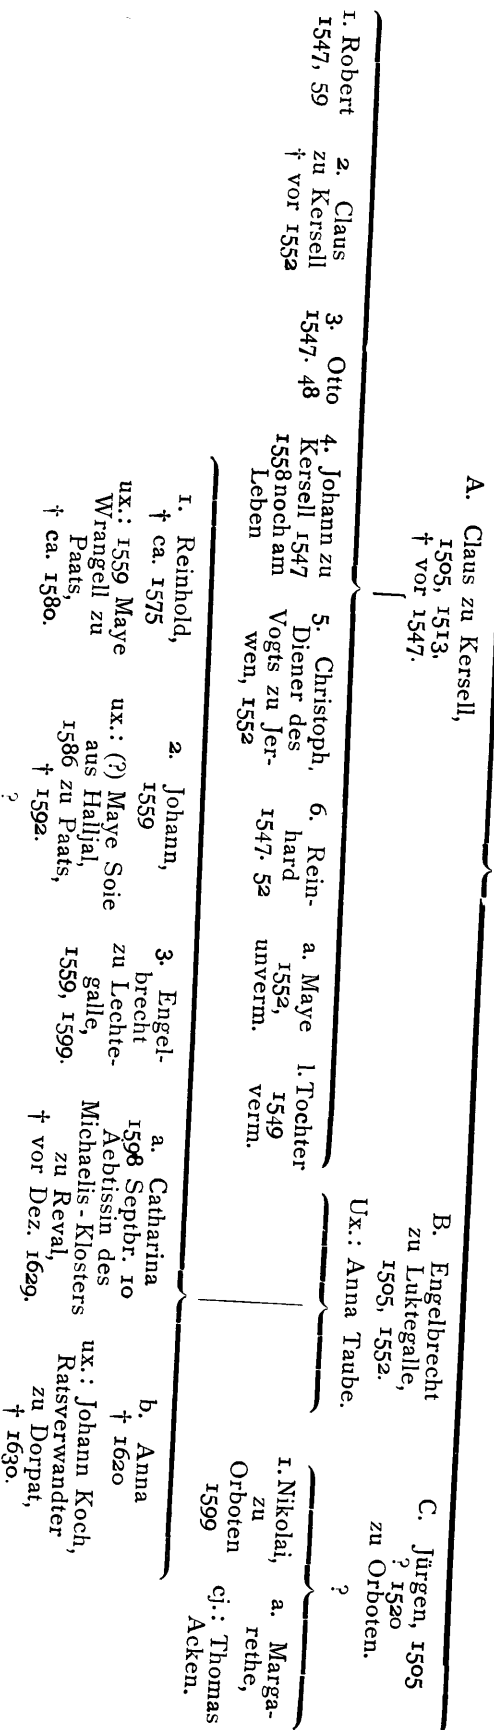 A. Claus zu Kersell,
1505, 1513.
† vor 1547.
B. Engelbrecht
zu Luktegalle,
1505, 1552.
Ux.: Anna Taube.
C. Jürgen, 1505
? 1520
zu Orboten.
?
1. Robert
1547, 59
2. Claus
zu Kersell
† vor 1552
3. Otto
1547. 48
4. Johann zu
Kersell 1547
1558 noch am
Leben
5. Christoph,
Diener des
Vogts zu Jer-
wen, 1552
6. Rein-
hard
1547. 52
a. Maye
1552,
unverm.
l. Tochter
1549
verm.
1. Nikolai,
zu
Orboten
1599
a. Marga-
rethe,
cj.: Thomas
Acken.
1. Reinhold,
† ca. 1575
ux.: 1559 Maye
Wrangell zu
Paats,
† ca. 1580.
2. Johann,
1559
ux.: (?) Maye Soie
aus Halljal,
1586 zu Paats,
† 1592.
?
3. Engel-
brecht
zu Lechte-
galle,
1559, 1599.
a. Catharina
1598 Septbr. 10
Aebtissin des
Michaelis-Klosters
zu Reval,
† vor Dez. 1629.
b. Anna
† 1620
ux.: Johann Koch,
Ratsverwandter
zu Dorpat,
† 1630.